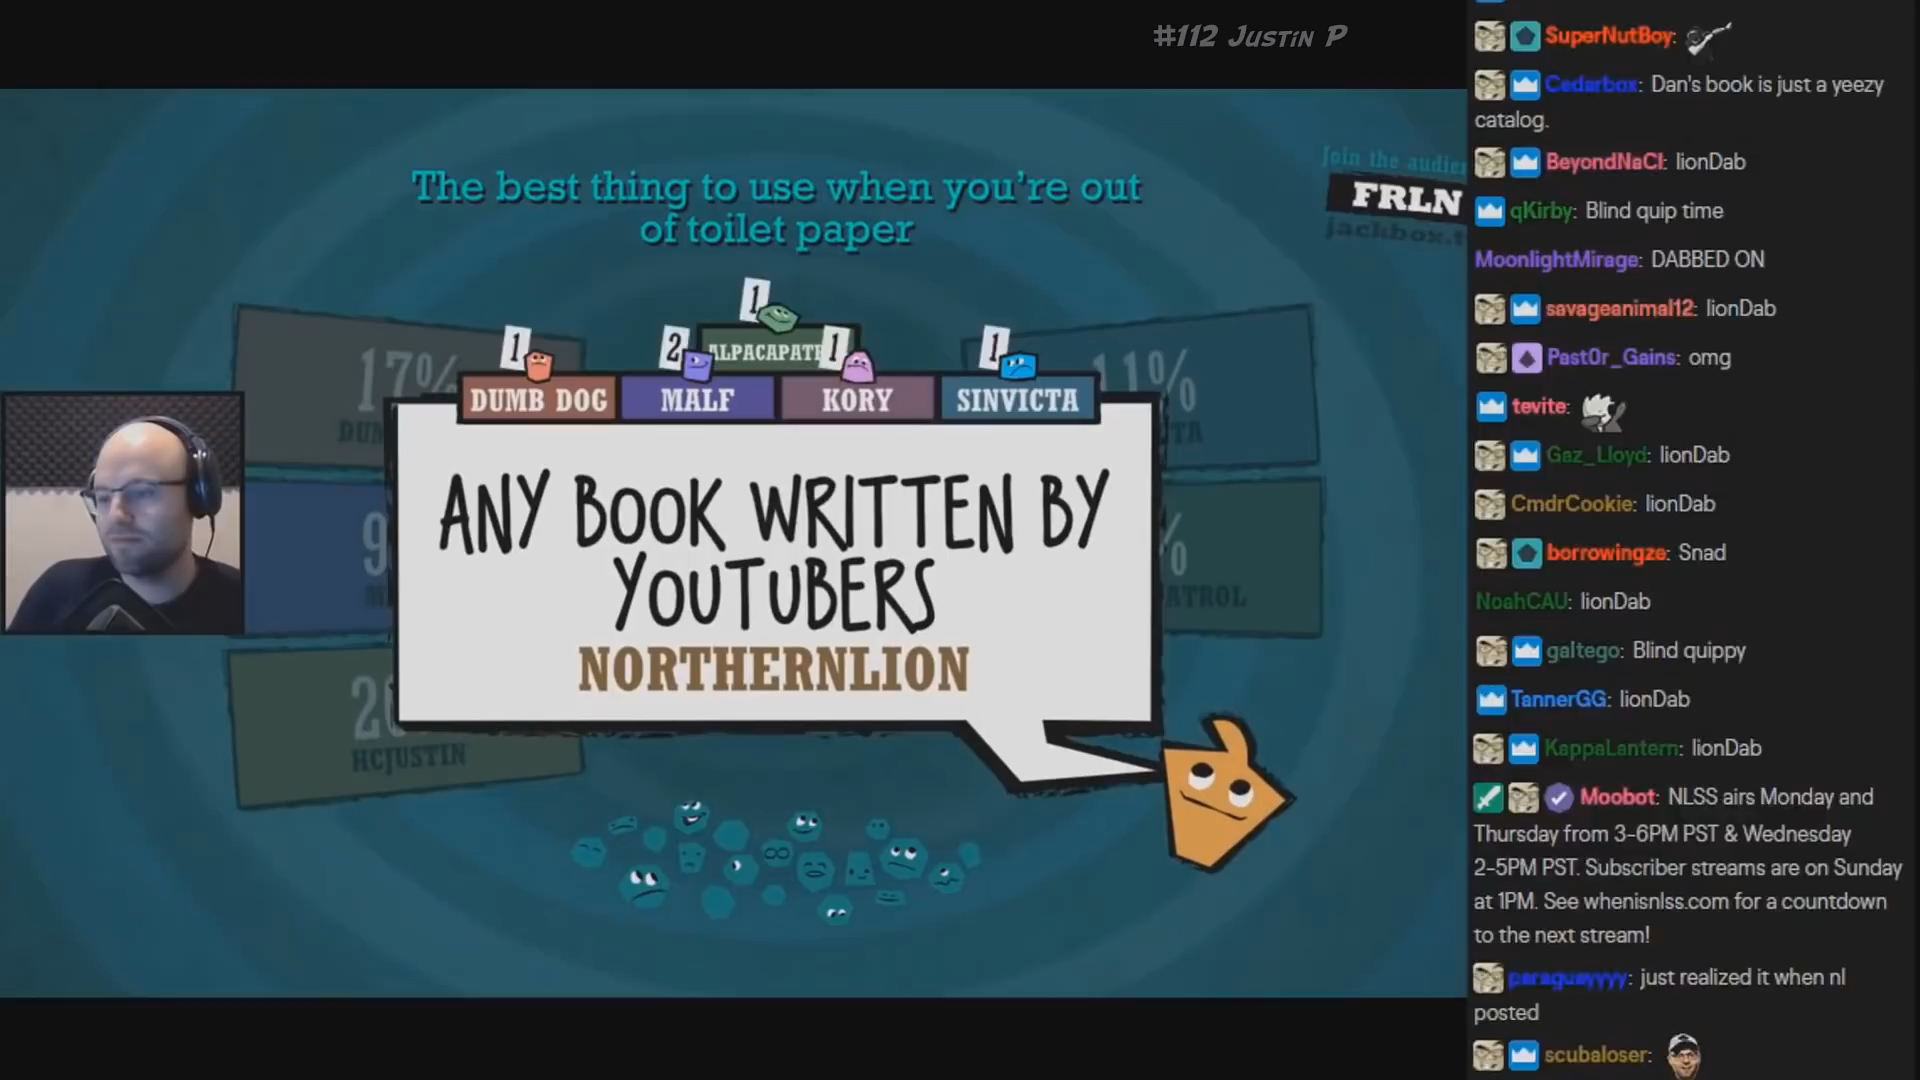 #112 Justin P
The best thing to use when you're out
of toilet paper
FRLN
1
1
2
1
1
ALPACAPAT
DUMB DOG
MALF
KORY
SINVICTA
ANY BOOK WRITTEN BY
YOUTUBERS
NORTHERNLION
17%
11%
HCJUSTIN
SuperNutBoy:
Cedarbox: Dan's book is just a yeezy
catalog.
BeyondNaCl: lionDab
qKirby: Blind quip time
MoonlightMirage: DABBED ON
savageanimal12: lionDab
Past0r_Gains: omg
tevite:
Gaz_Lloyd: lionDab
CmdrCookie: lionDab
borrowingze: Snad
NoahCAU: lionDab
galtego: Blind quippy
TannerGG: lionDab
KappaLantern: lionDab
Moobot: NLSS airs Monday and
Thursday from 3-6PM PST & Wednesday
2-5PM PST. Subscriber streams are on Sunday
at 1PM. See whenisnlss.com for a countdown
to the next stream!
paraguayyyy: just realized it when nl
posted
scubaloser: